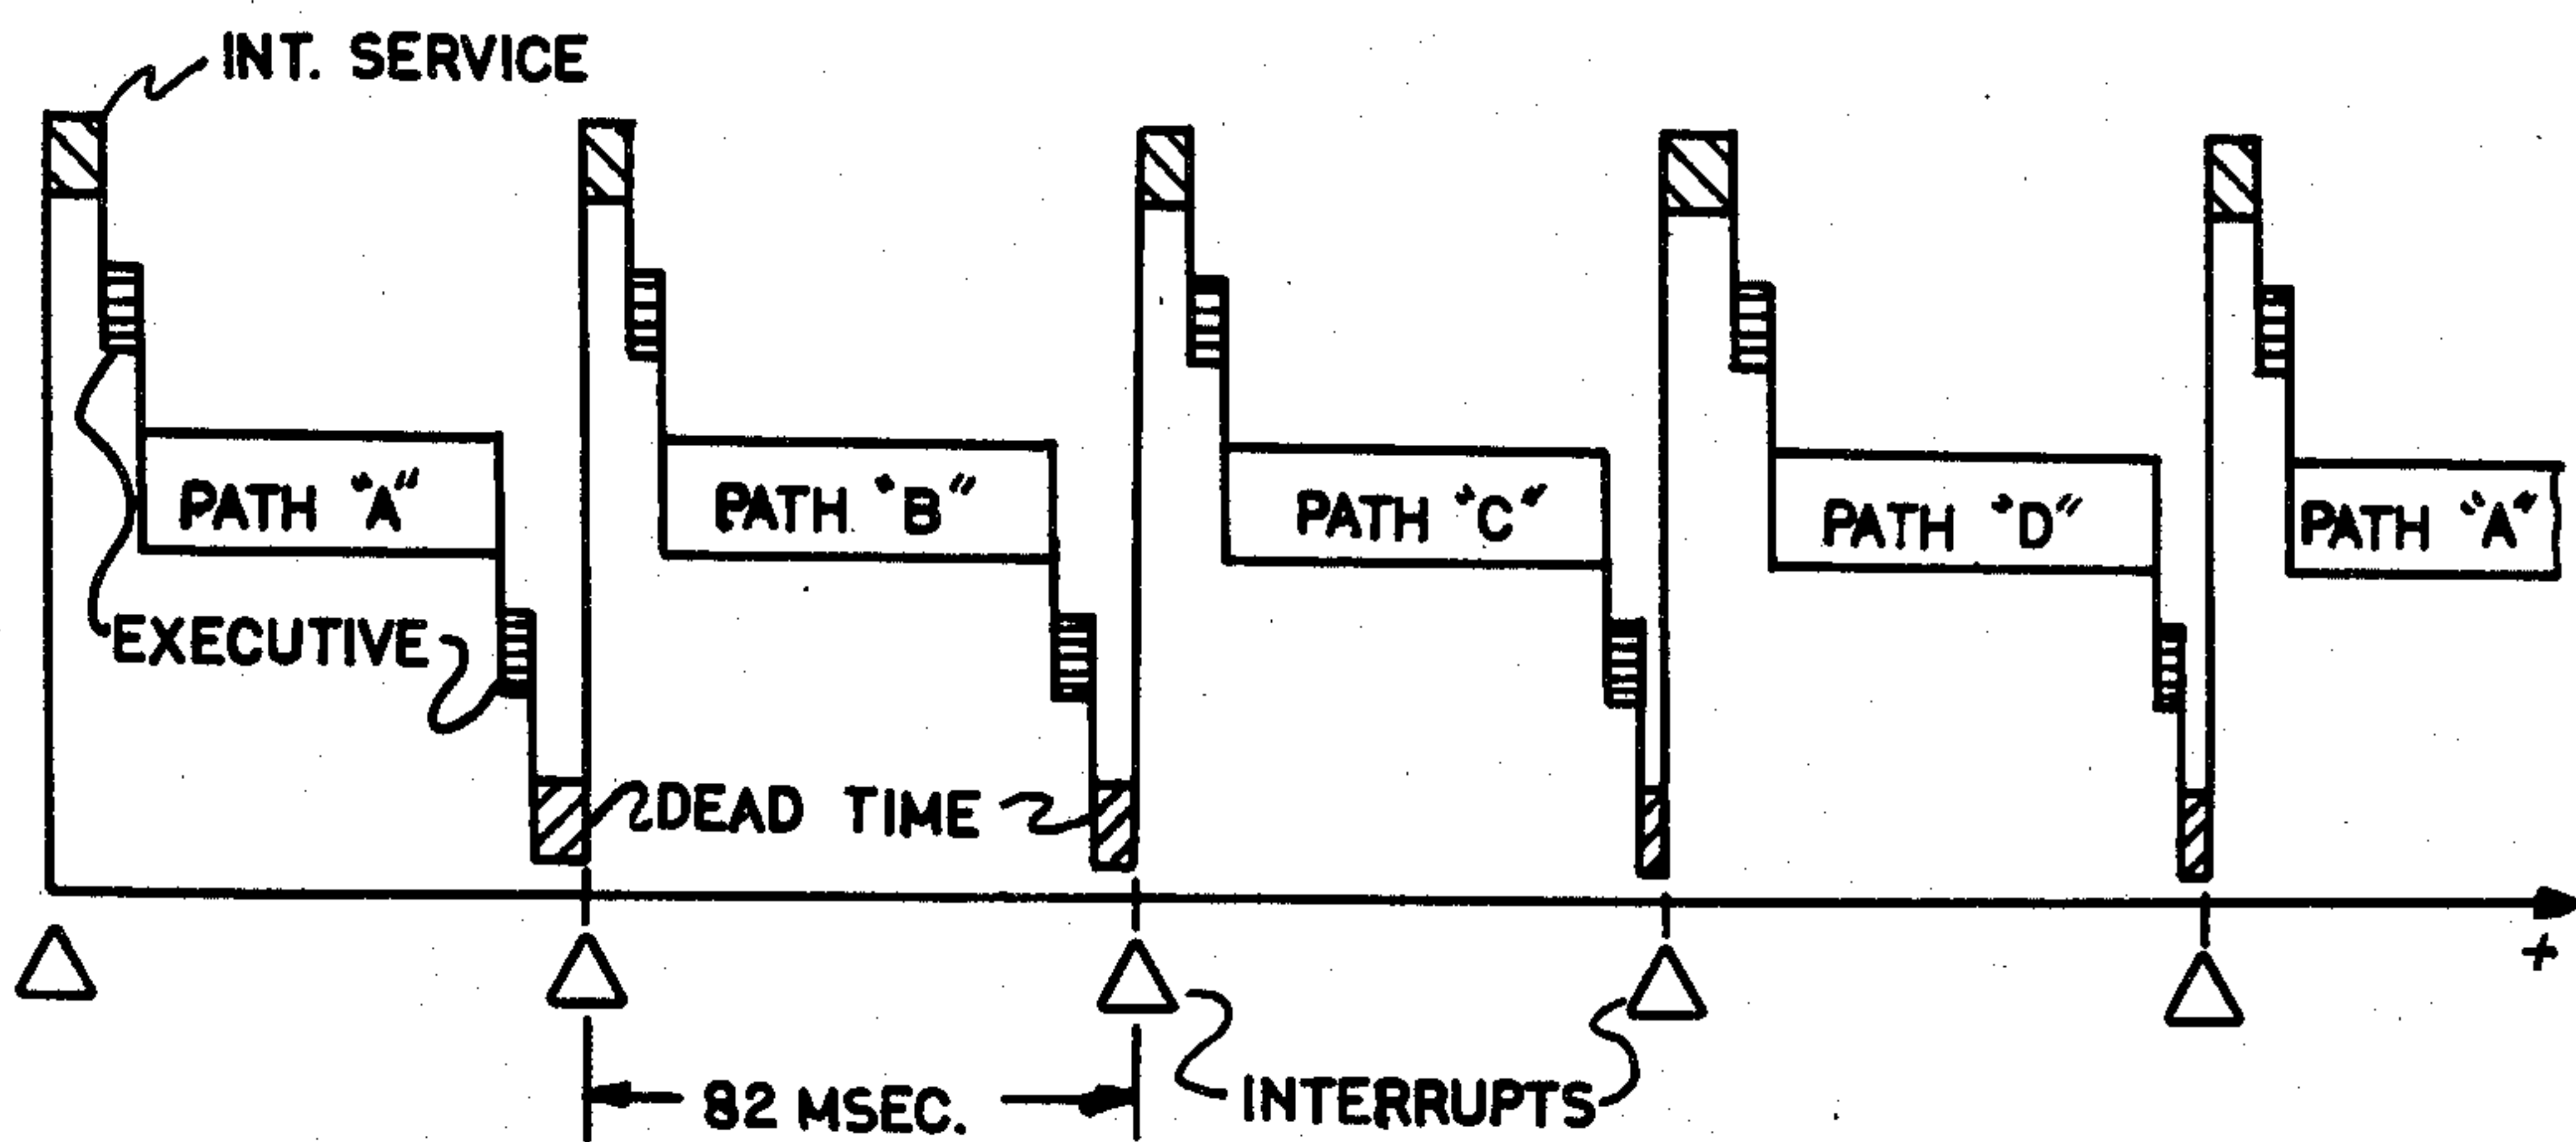 INT. SERVICE
PATH "A"
PATH "B"
PATH "C"
PATH "D"
PATH "A"
EXECUTIVE
DEAD TIME
+
82 MSEC.
INTERRUPTS